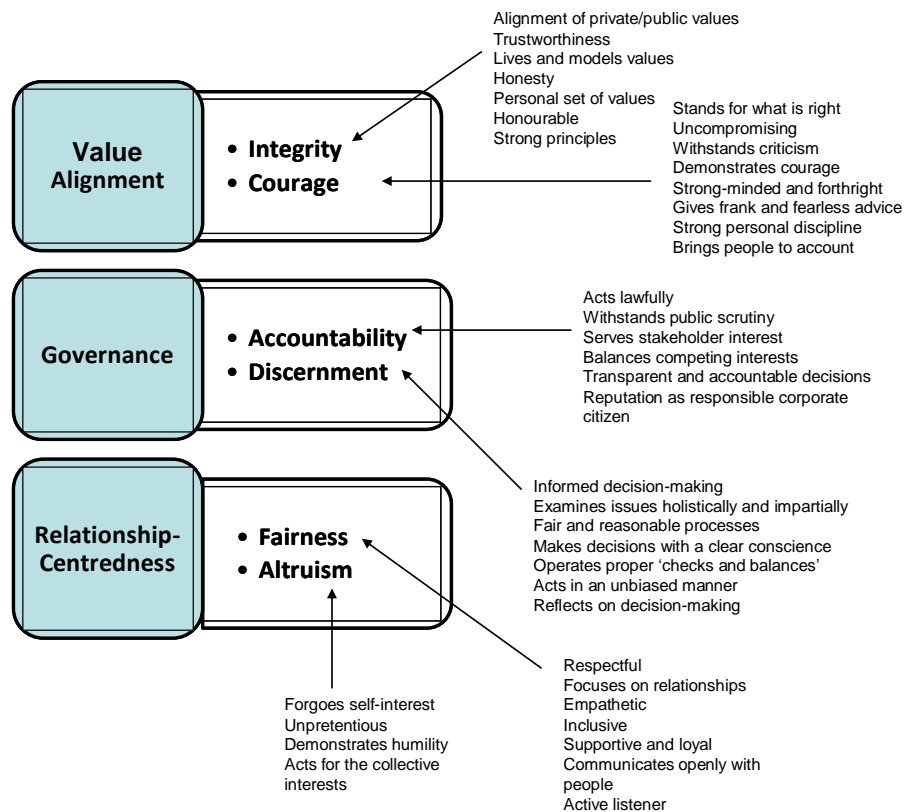 Alignment of private/public values
Trustworthiness
Lives and models values
Honesty
Personal set of values
Honourable
Strong principles
Stands for what is right
Uncompromising
Withstands criticism
Demonstrates courage
Strong-minded and forthright
Gives frank and fearless advice
Strong personal discipline
Brings people to account
Value
Alignment
• Integrity
• Courage
Acts lawfully
Withstands public scrutiny
Serves stakeholder interest
Balances competing interests
Transparent and accountable decisions
Reputation as responsible corporate
citizen
Governance
• Accountability
• Discernment
Informed decision-making
Examines issues holistically and impartially
Fair and reasonable processes
Makes decisions with a clear conscience
Operates proper ‘checks and balances’
Acts in an unbiased manner
Reflects on decision-making
Relationship-
Centredness
• Fairness
• Altruism
Forgoes self-interest
Unpretentious
Demonstrates humility
Acts for the collective
interests
Respectful
Focuses on relationships
Empathetic
Inclusive
Supportive and loyal
Communicates openly with
people
Active listener